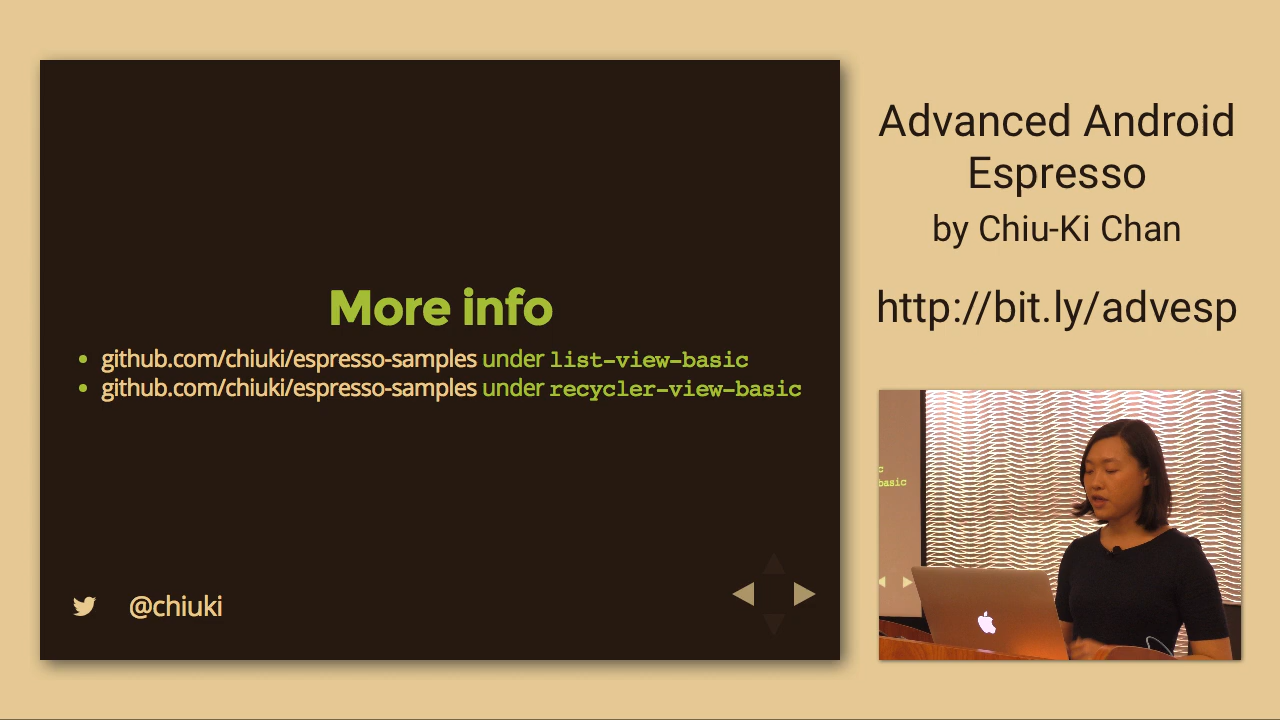 More info
github.com/chiuki/espresso-samples under list-view-basic
github.com/chiuki/espresso-samples under recycler-view-basic
@chiuki
Advanced Android
Espresso
by Chiu-Ki Chan
http://bit.ly/advesp
c
basic